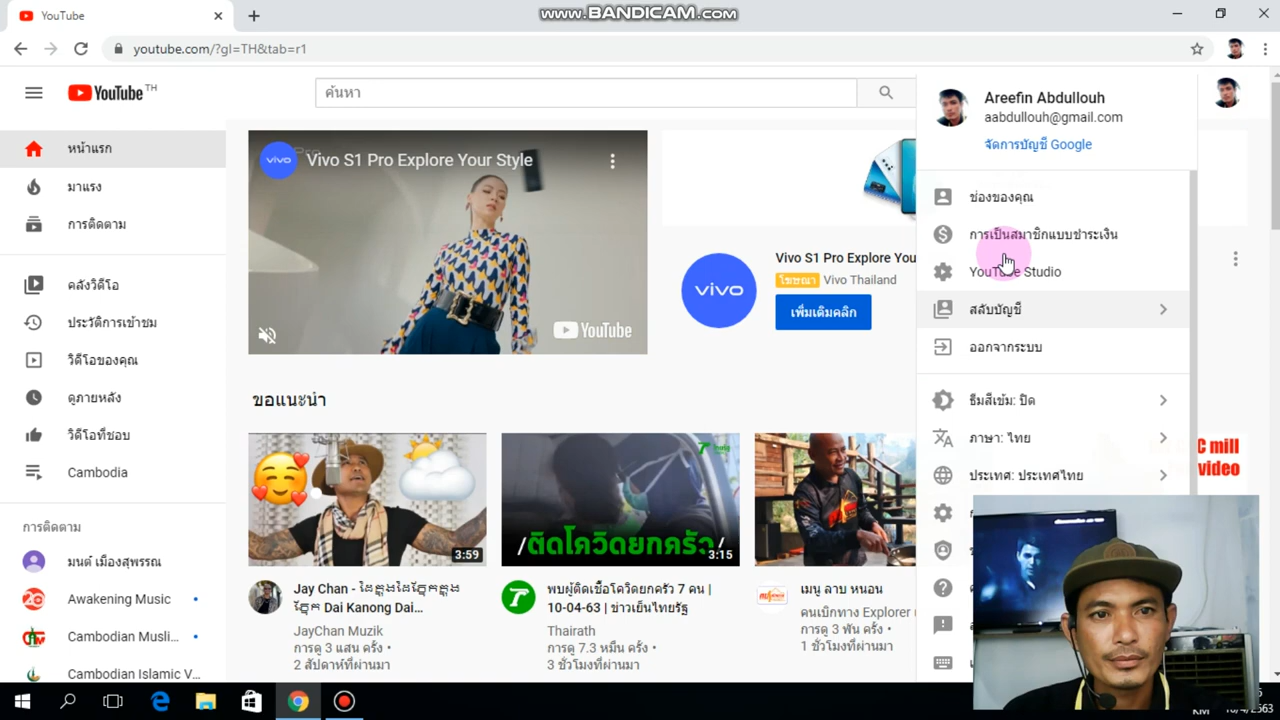 YouTube
www.BANDICAM.com
youtube.com/?gl=TH&tab=r1
YouTube TH
ค้นหา
หน้าแรก
มาแรง
การติดตาม
คลังวิดีโอ
ประวัติการเข้าชม
วิดีโอของคุณ
ดูภายหลัง
วิดีโอที่ชอบ
Cambodia
การติดตาม
มนต์ เมืองสุพรรณ
Awakening Music
Cambodian Musli...
Cambodian Islamic V...
vivo
Vivo S1 Pro Explore Your Style
YouTube
vivo
Vivo S1 Pro Explore You
โฆษณา Vivo Thailand
เพิ่มเติมคลิก
ขอแนะนำ
3:59
/ติดโควิดยกครัว/
3:15
Jay Chan -
Dai Kanong Dai...
JayChan Muzik
การดู 3 แสน ครั้ง •
2 สัปดาห์ที่ผ่านมา
พบผู้ติดเชื้อโควิดยกครัว 7 คน |
10-04-63 | ข่าวเย็นไทยรัฐ
Thairath
การดู 7.3 หมื่น ครั้ง •
3 ชั่วโมงที่ผ่านมา
เมนู ลาบ หนอน
คนเบิกทาง Explorer
การดู 3 พัน ครั้ง •
1 ชั่วโมงที่ผ่านมา
Areefin Abdullouh
aabdullouh@gmail.com
จัดการบัญชี Google
ช่องของคุณ
การเป็นสมาชิกแบบชำระเงิน
YouTube Studio
สลับบัญชี
ออกจากระบบ
ธีมสีเข้ม: ปิด
ภาษา: ไทย
ประเทศ: ประเทศไทย
C mill
video